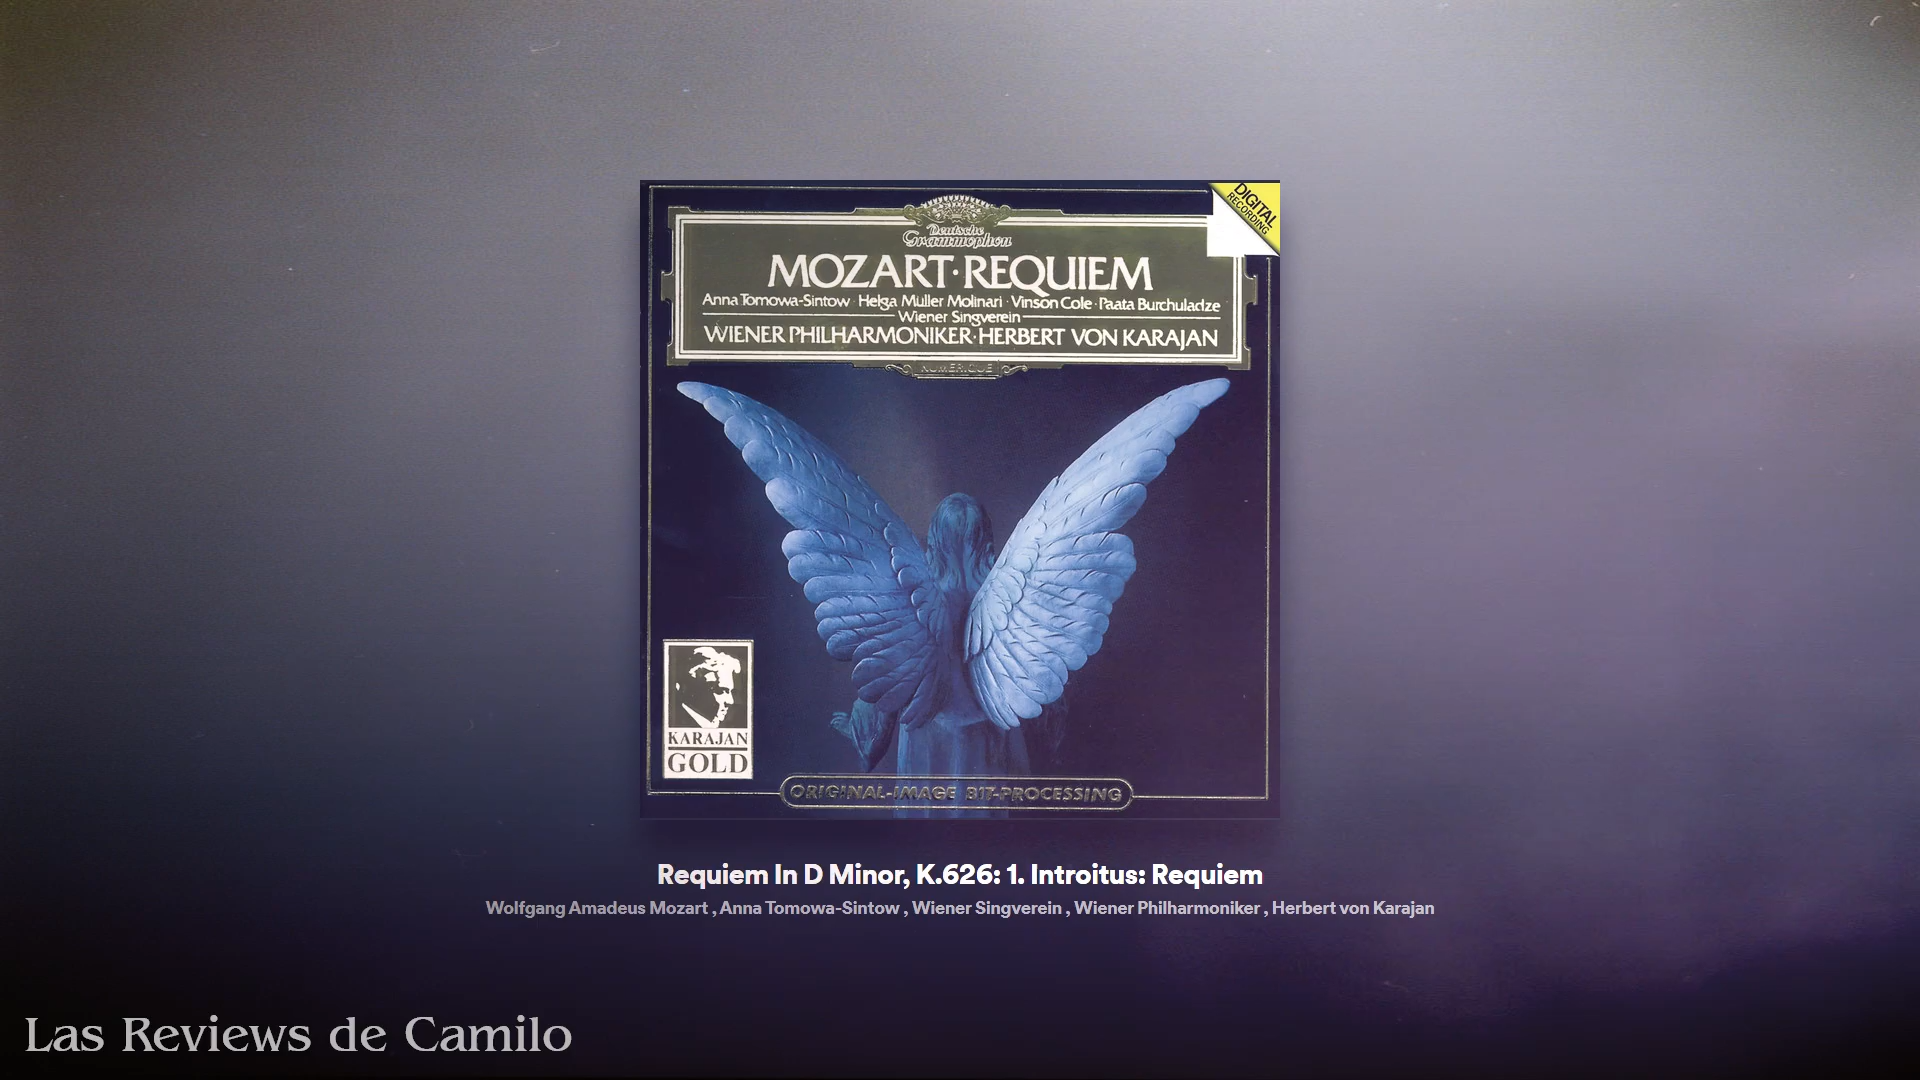 DIGITAL
RECORDING
Deutsche
Grammophon
MOZART · REQUIEM
Anna Tomowa-Sintow · Helga Müller Molinari · Vinson Cole · Paata Burchuladze
Wiener Singverein
WIENER PHILHARMONIKER · HERBERT VON KARAJAN
NUMERIQUE
KARAJAN
GOLD
ORIGINAL-IMAGE BIT-PROCESSING
Requiem In D Minor, K.626: 1. Introitus: Requiem
Wolfgang Amadeus Mozart , Anna Tomowa-Sintow , Wiener Singverein , Wiener Philharmoniker , Herbert von Karajan
Las Reviews de Camilo